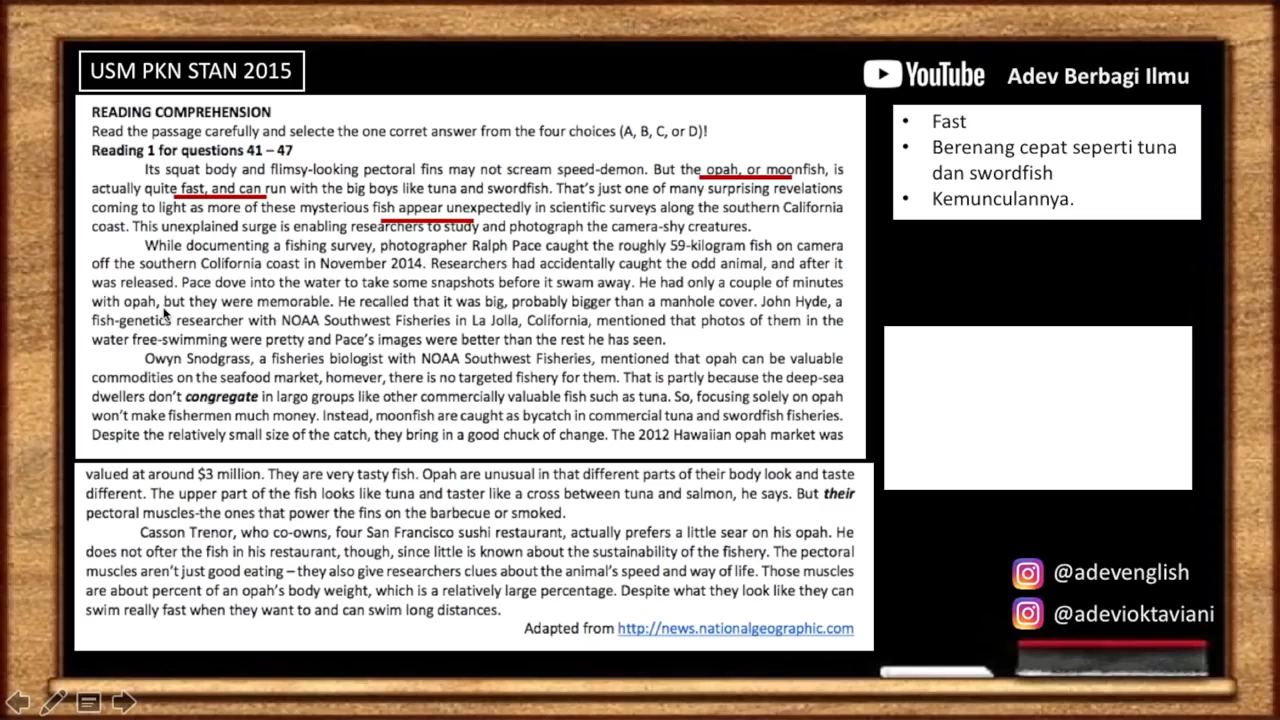 USM PKN STAN 2015
YouTube
Adev Berbagi Ilmu
READING COMPREHENSION
Read the passage carefully and selecte the one corret answer from the four choices (A, B, C, or D)!
Reading 1 for questions 41 – 47
Its squat body and flimsy-looking pectoral fins may not scream speed-demon. But the opah, or moonfish, is
actually quite fast, and can run with the big boys like tuna and swordfish. That's just one of many surprising revelations
coming to light as more of these mysterious fish appear unexpectedly in scientific surveys along the southern California
coast. This unexplained surge is enabling researchers to study and photograph the camera-shy creatures.
While documenting a fishing survey, photographer Ralph Pace caught the roughly 59-kilogram fish on camera
off the southern California coast in November 2014. Researchers had accidentally caught the odd animal, and after it
was released. Pace dove into the water to take some snapshots before it swam away. He had only a couple of minutes
with opah, but they were memorable. He recalled that it was big, probably bigger than a manhole cover. John Hyde, a
fish-genetics researcher with NOAA Southwest Fisheries in La Jolla, California, mentioned that photos of them in the
water free-swimming were pretty and Pace's images were better than the rest he has seen.
Owyn Snodgrass, a fisheries biologist with NOAA Southwest Fisheries, mentioned that opah can be valuable
commodities on the seafood market, homever, there is no targeted fishery for them. That is partly because the deep-sea
dwellers don't congregate in largo groups like other commercially valuable fish such as tuna. So, focusing solely on opah
won't make fishermen much money. Instead, moonfish are caught as bycatch in commercial tuna and swordfish fisheries.
Despite the relatively small size of the catch, they bring in a good chuck of change. The 2012 Hawaiian opah market was
valued at around $3 million. They are very tasty fish. Opah are unusual in that different parts of their body look and taste
different. The upper part of the fish looks like tuna and taster like a cross between tuna and salmon, he says. But their
pectoral muscles-the ones that power the fins on the barbecue or smoked.
Casson Trenor, who co-owns, four San Francisco sushi restaurant, actually prefers a little sear on his opah. He
does not ofter the fish in his restaurant, though, since little is known about the sustainability of the fishery. The pectoral
muscles aren't just good eating – they also give researchers clues about the animal's speed and way of life. Those muscles
are about percent of an opah's body weight, which is a relatively large percentage. Despite what they look like they can
swim really fast when they want to and can swim long distances.
Adapted from http://news.nationalgeographic.com
• Fast
• Berenang cepat seperti tuna
dan swordfish
• Kemunculannya.
@adevenglish
@adevioktaviani